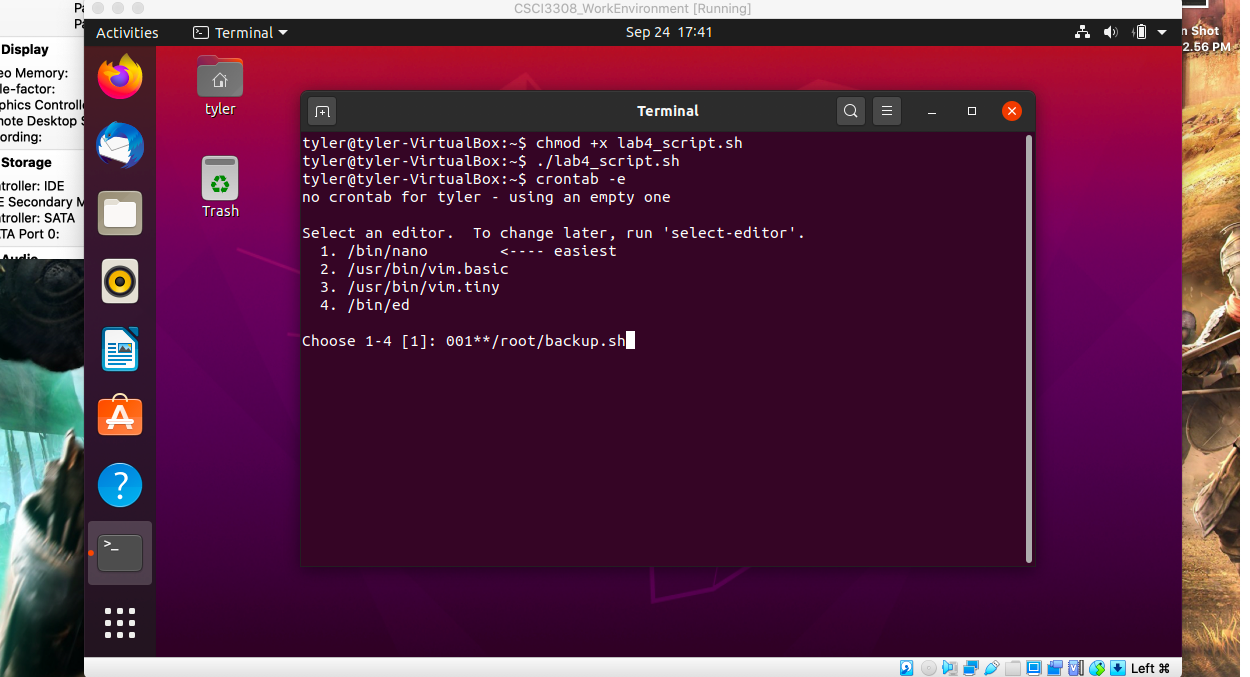 CSCI3308_WorkEnvironment [Running]
Pa
Pa
Display
eo Memory:
le-factor:
phics Controll
mote Desktop S
ording:
Storage
troller: IDE
E Secondary M
troller: SATA
TA Port 0:
Audio
Activities
Terminal
Sep 24 17:41
n Shot
2.56 PM
tyler
Trash
Terminal
tyler@tyler-VirtualBox:~$ chmod +x lab4_script.sh
tyler@tyler-VirtualBox:~$ ./lab4_script.sh
tyler@tyler-VirtualBox:~$ crontab -e
no crontab for tyler - using an empty one
Select an editor.  To change later, run 'select-editor'.
  1. /bin/nano        <---- easiest
  2. /usr/bin/vim.basic
  3. /usr/bin/vim.tiny
  4. /bin/ed
Choose 1-4 [1]: 001**/root/backup.sh
Left ⌘